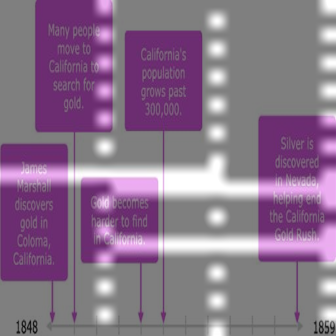 Many people
move to
California to
search for
gold.
California's
population
grows past
300,000.
James
Marshall
discovers
gold in
Coloma,
California.
Gold becomes
harder to find
in California.
Silver is
discovered
in Nevada,
helping end
the California
Gold Rush.
1848
1859